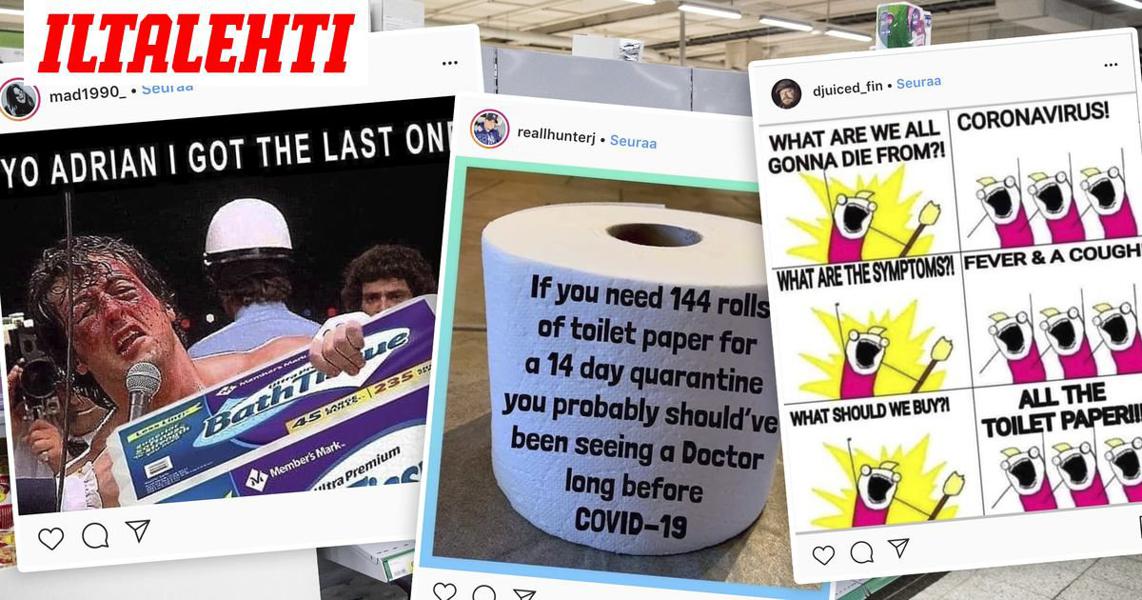 ILTALEHTI
mad1990_ • Seuraa
YO ADRIAN I GOT THE LAST ONE
Member's Mark
Bath Tissue
45 235
Member's Mark™
Ultra Premium
reallhunterj • Seuraa
If you need 144 rolls
of toilet paper for
a 14 day quarantine
you probably should've
been seeing a Doctor
long before
COVID-19
djuiced_fin • Seuraa
WHAT ARE WE ALL
GONNA DIE FROM?!
CORONAVIRUS!
WHAT ARE THE SYMPTOMS?!
FEVER & A COUGH
WHAT SHOULD WE BUY?!
ALL THE
TOILET PAPER!!